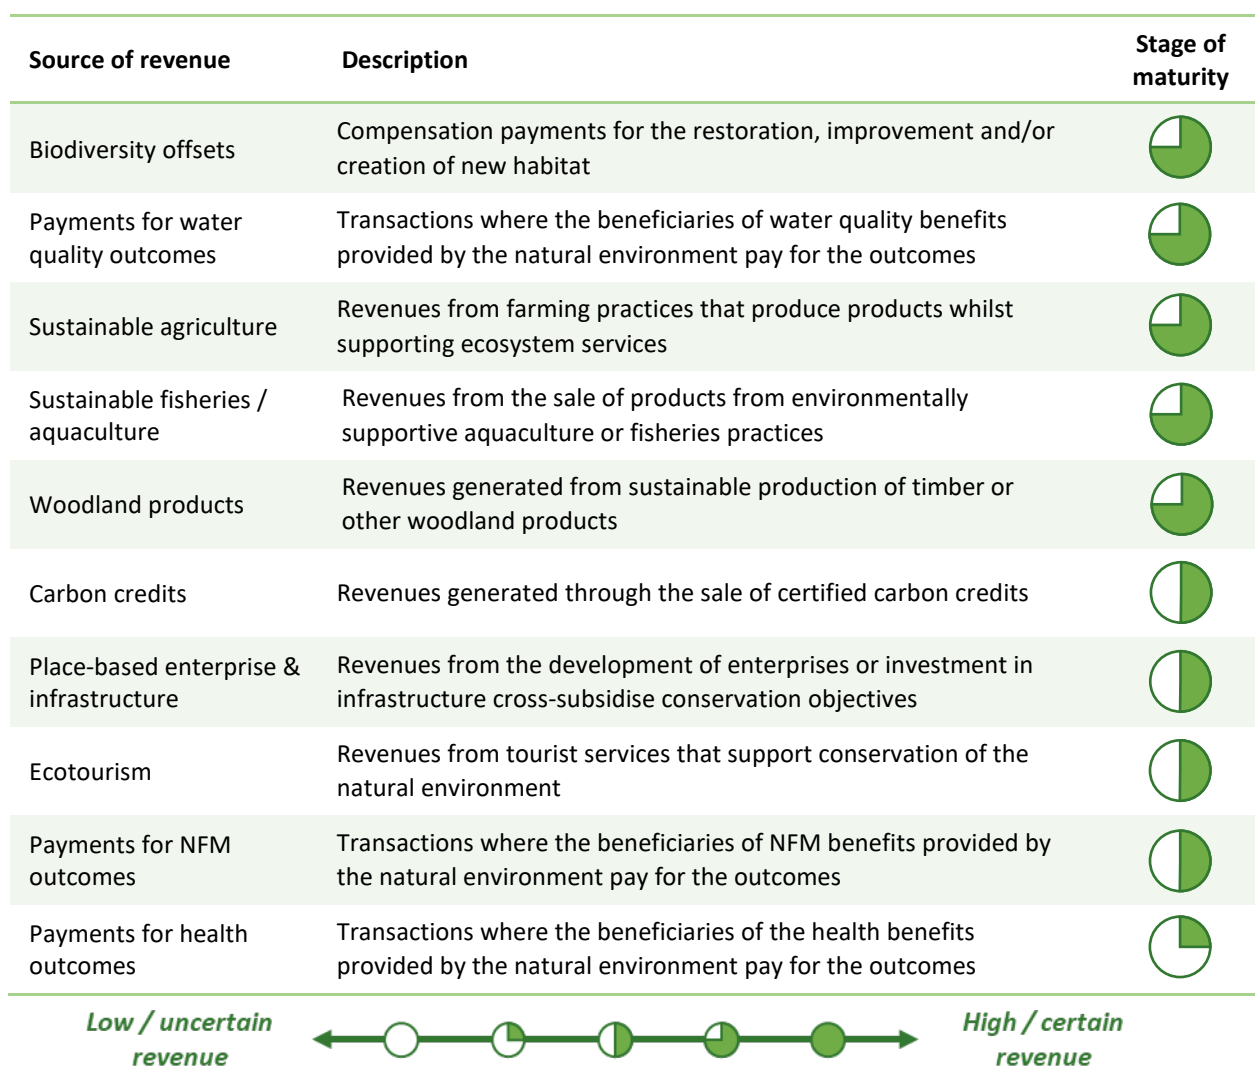 Source of revenue
Description
Stage of
maturity
Biodiversity offsets
Compensation payments for the restoration, improvement and/or
creation of new habitat
Payments for water
quality outcomes
Transactions where the beneficiaries of water quality benefits
provided by the natural environment pay for the outcomes
Sustainable agriculture
Revenues from farming practices that produce products whilst
supporting ecosystem services
Sustainable fisheries /
aquaculture
Revenues from the sale of products from environmentally
supportive aquaculture or fisheries practices
Woodland products
Revenues generated from sustainable production of timber or
other woodland products
Carbon credits
Revenues generated through the sale of certified carbon credits
Place-based enterprise &
infrastructure
Revenues from the development of enterprises or investment in
infrastructure cross-subsidise conservation objectives
Ecotourism
Revenues from tourist services that support conservation of the
natural environment
Payments for NFM
outcomes
Transactions where the beneficiaries of NFM benefits provided by
the natural environment pay for the outcomes
Payments for health
outcomes
Transactions where the beneficiaries of the health benefits
provided by the natural environment pay for the outcomes
Low / uncertain
revenue
High / certain
revenue